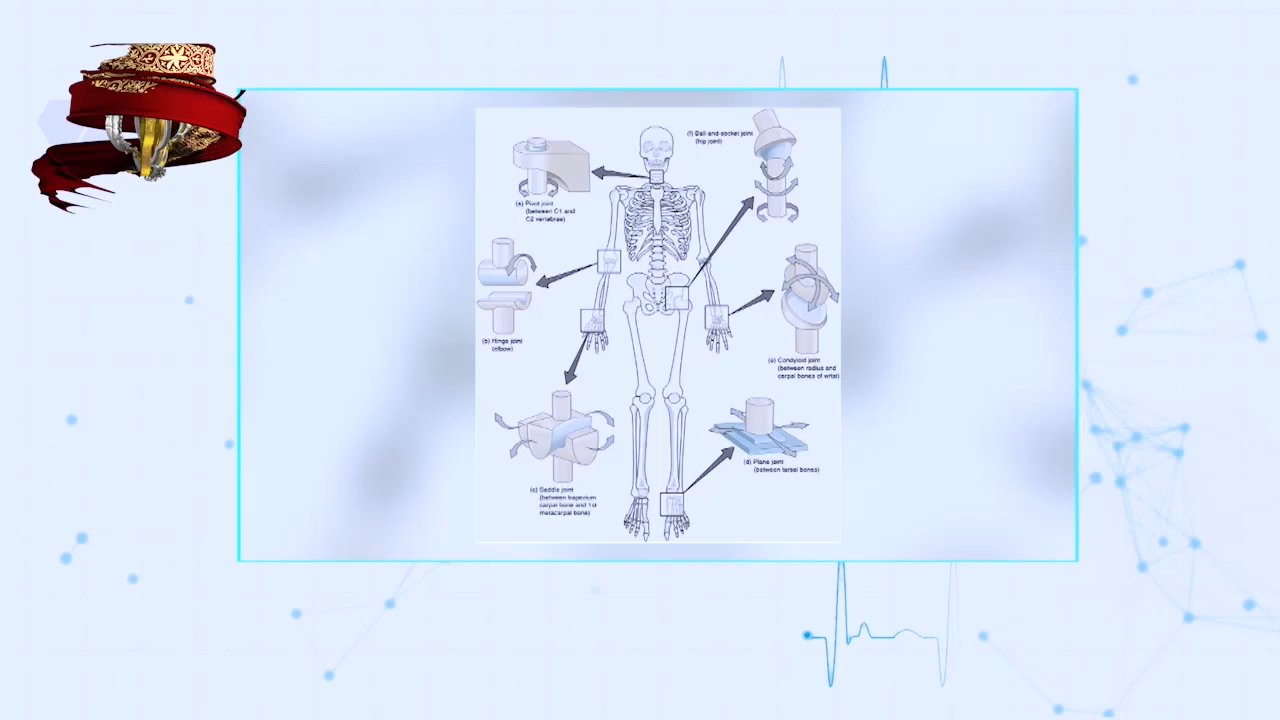 (a) Pivot joint
(between C1 and
C2 vertebrae)
(f) Ball-and-socket joint
(hip joint)
(b) Hinge joint
(elbow)
(e) Condyloid joint
(between radius and
carpal bones of wrist)
(c) Saddle joint
(between trapezium
carpal bone and 1st
metacarpal bone)
(d) Plane joint
(between tarsal bones)